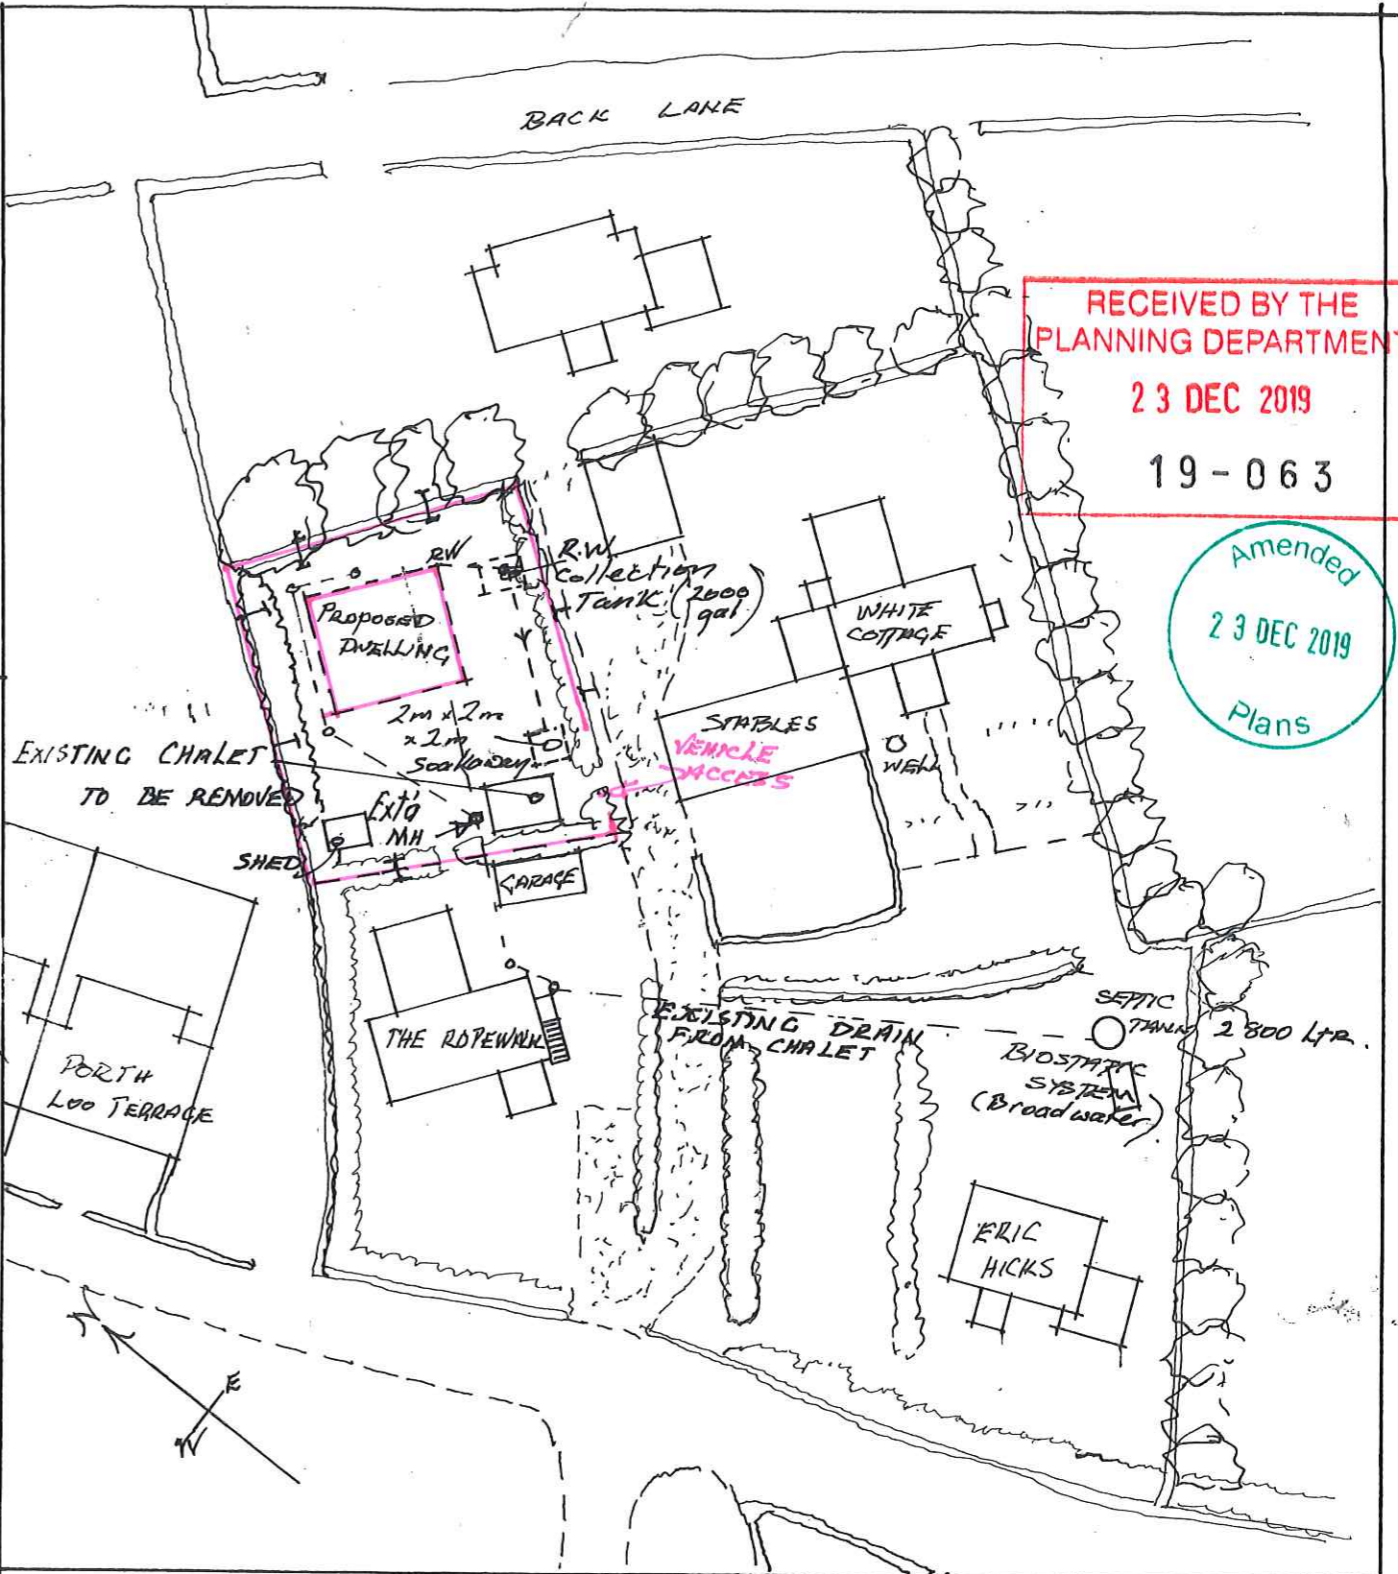 BACK LANE
RECEIVED BY THE
PLANNING DEPARTMENT
23 DEC 2019
19-063
Amended
23 DEC 2019
Plans
RW
R.W
Collection
Tank (2000
gal)
PROPOSED
DWELLING
WHITE
COTTAGE
2m x 2m
x 2m
Soakaway
STABLES
VEHICLE
ACCESS
WELL
EXISTING CHALET
TO BE REMOVED
Ext'g
MH
SHED
GARAGE
THE ROPEWALK
EXISTING DRAIN
FROM CHALET
SEPTIC
TANK 2800 Ltr.
BIOSTATIC
SYSTEM
(Broadwater)
PORTH
LOO TERRACE
ERIC
HICKS
E
W